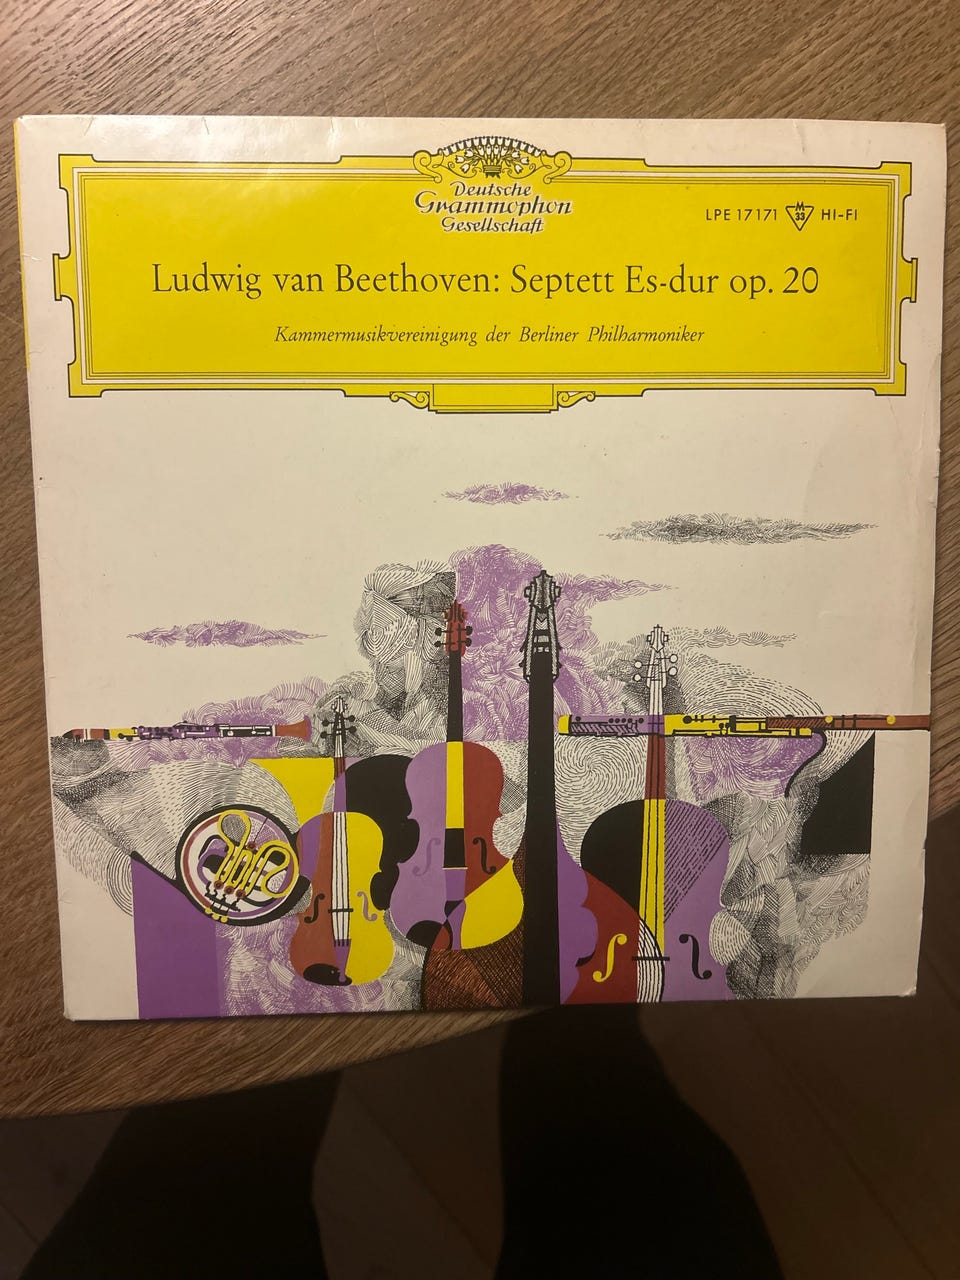 Deutsche
Grammophon
Gesellschaft
LPE 17171 M 33 HI-FI
Ludwig van Beethoven: Septett Es-dur op. 20
Kammermusikvereinigung der Berliner Philharmoniker